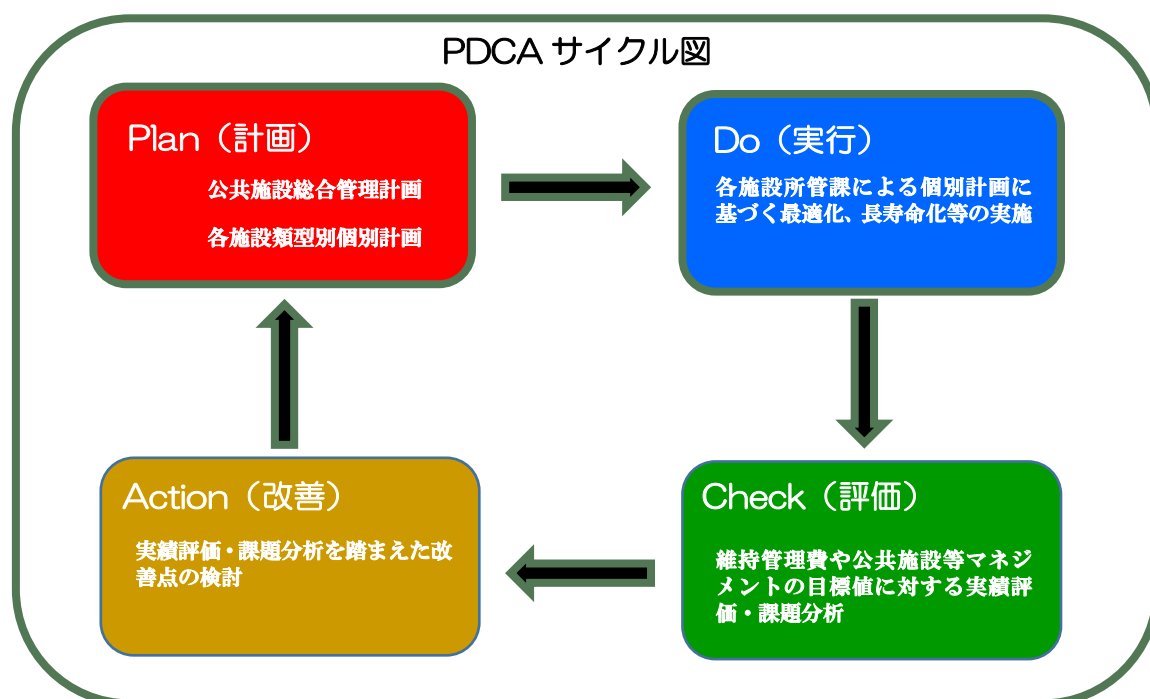 PDCA サイクル図
Plan（計画）
公共施設総合管理計画
各施設類型別個別計画
Do（実行）
各施設所管課による個別計画に
基づく最適化、長寿命化等の実施
Check（評価）
維持管理費や公共施設等マネジ
メントの目標値に対する実績評
価・課題分析
Action（改善）
実績評価・課題分析を踏まえた改
善点の検討